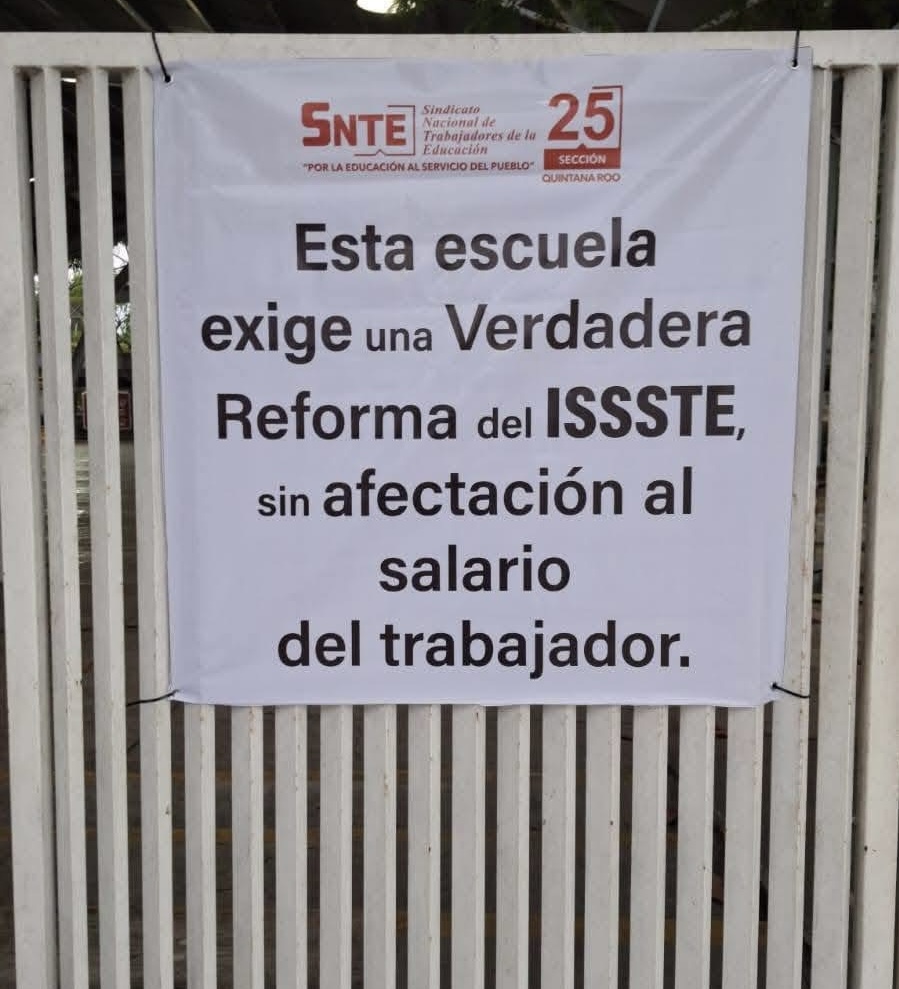 SNTE
Sindicato
Nacional de
Trabajadores de la
Educación
"POR LA EDUCACIÓN AL SERVICIO DEL PUEBLO"
25
SECCIÓN
QUINTANA ROO
Esta escuela
exige una Verdadera
Reforma del ISSSTE,
sin afectación al
salario
del trabajador.